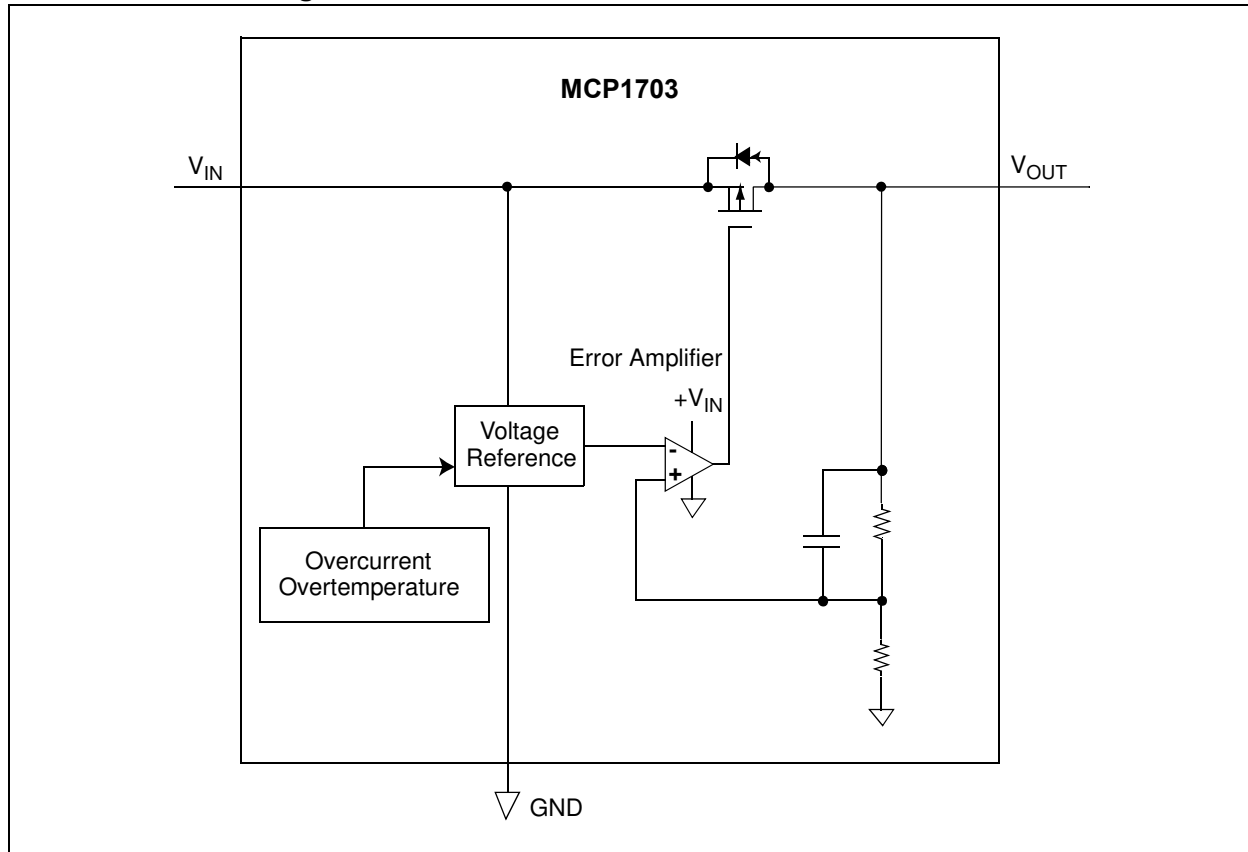 MCP1703
VIN
VOUT
Error Amplifier
+VIN
Voltage
Reference
-
+
Overcurrent
Overtemperature
GND